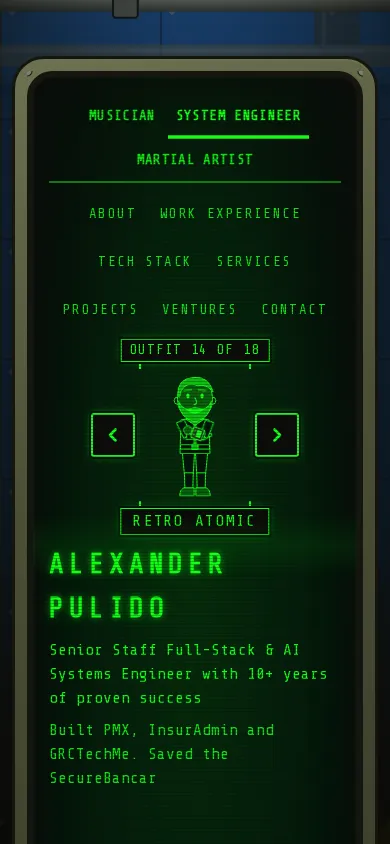 MUSICIAN SYSTEM ENGINEER
MARTIAL ARTIST
ABOUT WORK EXPERIENCE
TECH STACK SERVICES
PROJECTS VENTURES CONTACT
OUTFIT 14 OF 18
RETRO ATOMIC
ALEXANDER
PULIDO
Senior Staff Full-Stack & AI
Systems Engineer with 10+ years
of proven success
Built PMX, InsurAdmin and
GRCTechMe. Saved the
SecureBancar